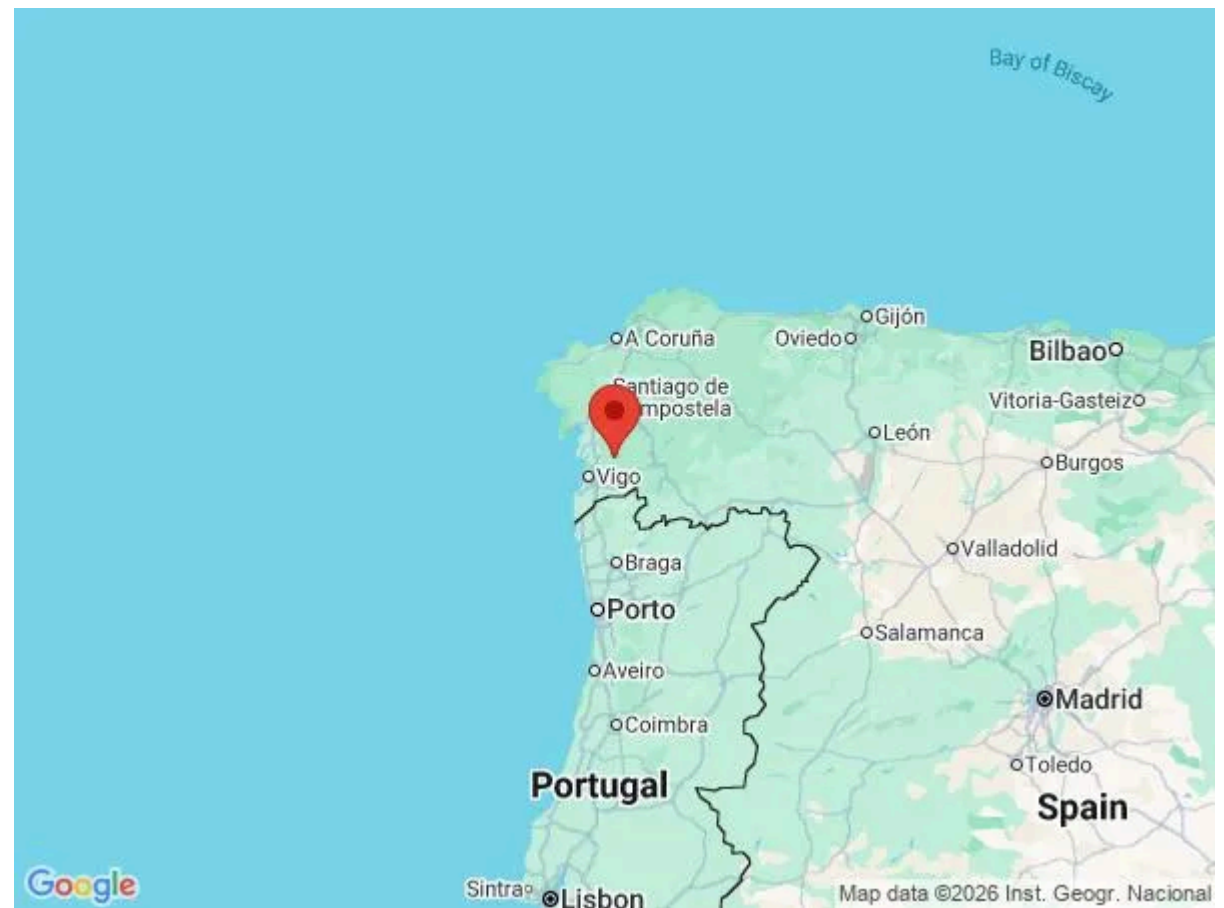 Bay of Biscay
Gijón
A Coruña
Oviedo
Bilbao
Santiago de
Vitoria-Gasteiz
León
Burgos
Vigo
Valladolid
Braga
Porto
Salamanca
Aveiro
Madrid
Coimbra
Toledo
Portugal
Spain
Google
Sintra
Lisbon
Map data ©2026 Inst. Geogr. Nacional